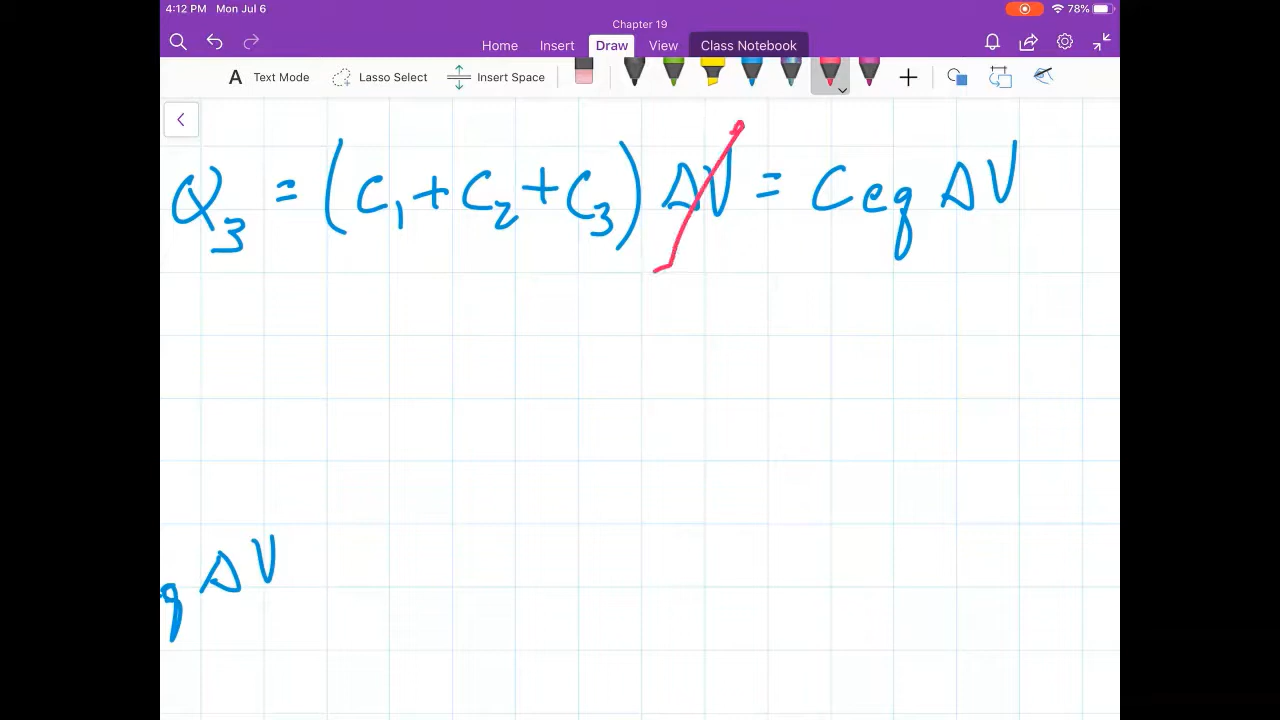 4:12 PM Mon Jul 6 78%
Chapter 19
Home Insert Draw View Class Notebook
A Text Mode Lasso Select Insert Space
Q₃ = (C₁ + C₂ + C₃) ΔV = Ceq ΔV
q ΔV